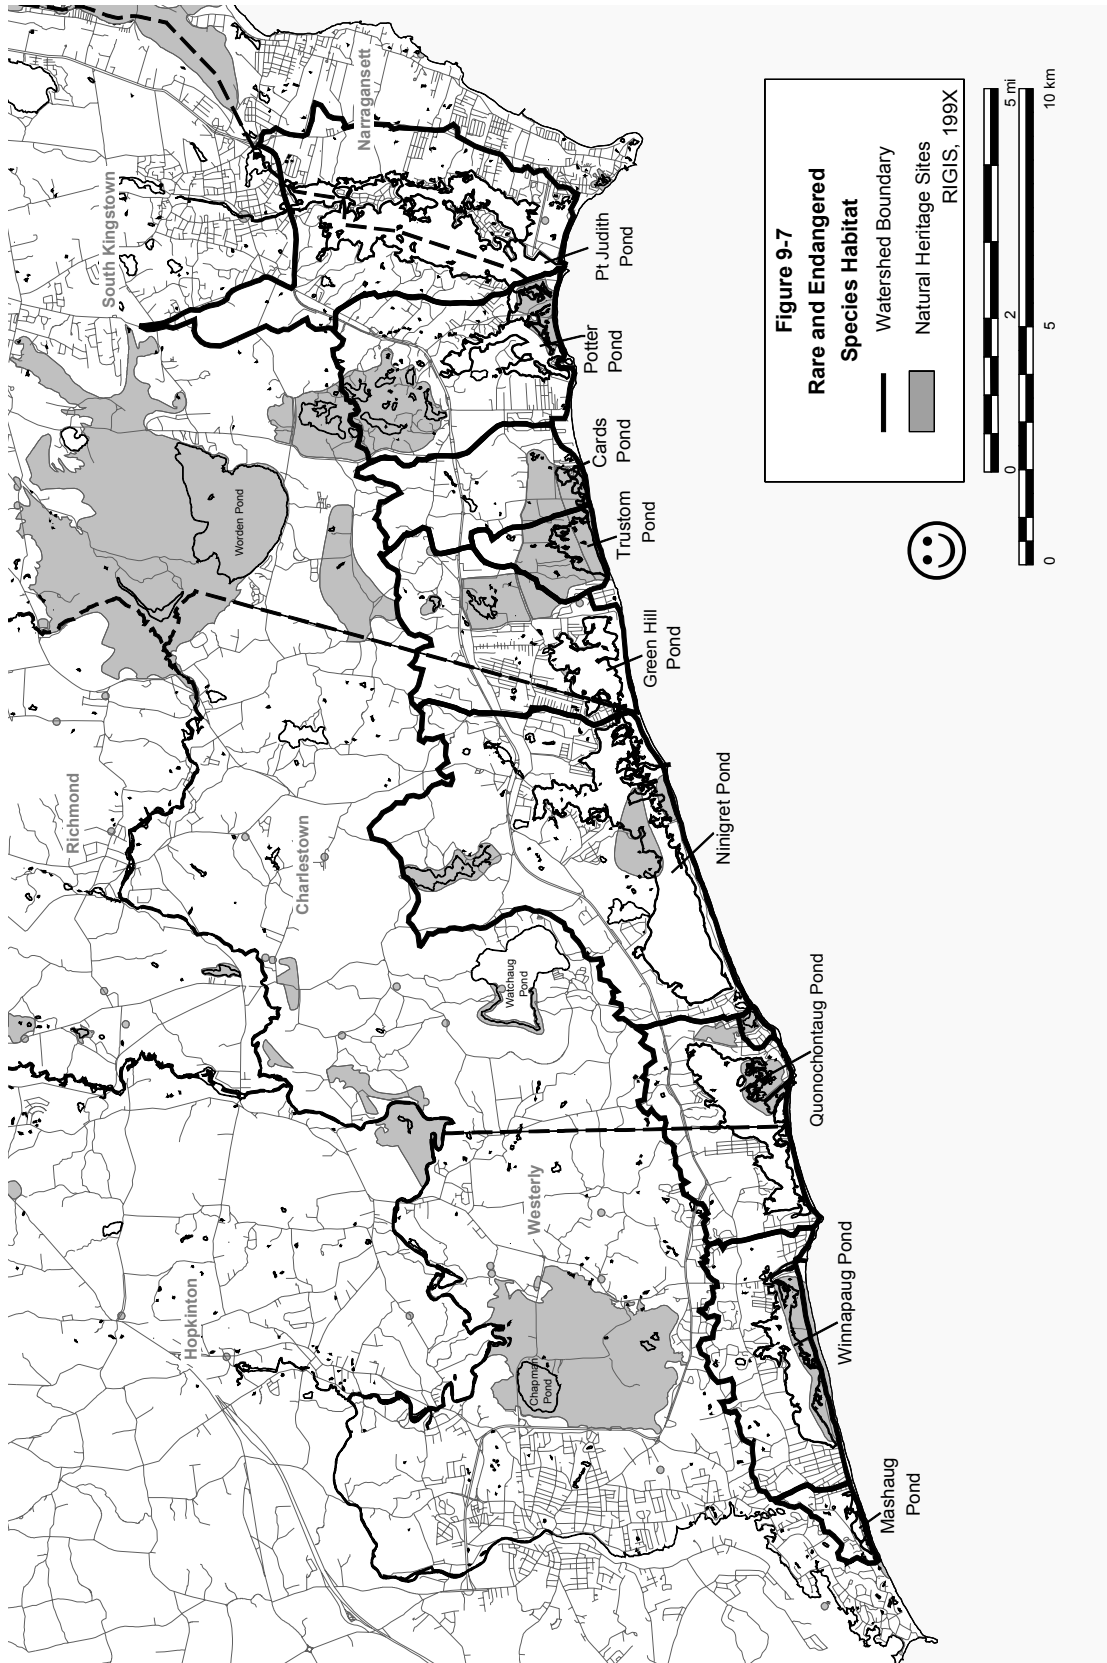 Figure 9-7
Rare and Endangered
Species Habitat
Watershed Boundary
Natural Heritage Sites
RIGIS, 199X
0
2
5 mi
0
5
10 km
Hopkinton
Richmond
South Kingstown
Charlestown
Narragansett
Westerly
Worden Pond
Watchaug
Pond
Chapman
Pond
Mashaug
Pond
Winnapaug Pond
Quonochontaug Pond
Ninigret Pond
Green Hill
Pond
Trustom
Pond
Cards
Pond
Potter
Pond
Pt Judith
Pond